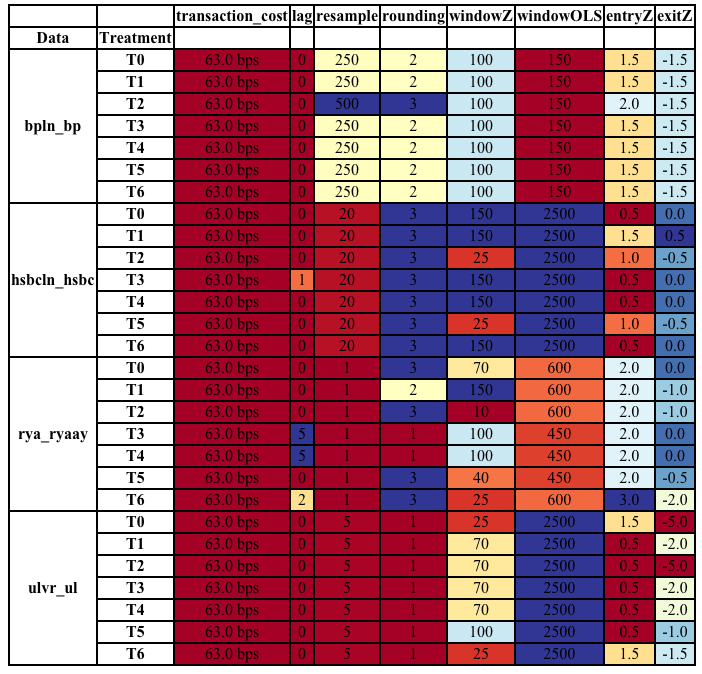 transaction_cost lag resample rounding windowZ windowOLS entryZ exitZ
Data Treatment
bpln_bp T0 63.0 bps 0 250 2 100 150 1.5 -1.5
T1 63.0 bps 0 250 2 100 150 1.5 -1.5
T2 63.0 bps 0 500 3 100 150 2.0 -1.5
T3 63.0 bps 0 250 2 100 150 1.5 -1.5
T4 63.0 bps 0 250 2 100 150 1.5 -1.5
T5 63.0 bps 0 250 2 100 150 1.5 -1.5
T6 63.0 bps 0 250 2 100 150 1.5 -1.5
hsbcln_hsbc T0 63.0 bps 0 20 3 150 2500 0.5 0.0
T1 63.0 bps 0 20 3 150 2500 1.5 0.5
T2 63.0 bps 0 20 3 25 2500 1.0 -0.5
T3 63.0 bps 1 20 3 150 2500 0.5 0.0
T4 63.0 bps 0 20 3 150 2500 0.5 0.0
T5 63.0 bps 0 20 3 25 2500 1.0 -0.5
T6 63.0 bps 0 20 3 150 2500 0.5 0.0
rya_ryaay T0 63.0 bps 0 1 3 70 600 2.0 0.0
T1 63.0 bps 0 1 2 150 600 2.0 -1.0
T2 63.0 bps 0 1 3 10 600 2.0 -1.0
T3 63.0 bps 5 1 1 100 450 2.0 0.0
T4 63.0 bps 5 1 1 100 450 2.0 0.0
T5 63.0 bps 0 1 3 40 450 2.0 -0.5
T6 63.0 bps 2 1 3 25 600 3.0 -2.0
ulvr_ul T0 63.0 bps 0 5 1 25 2500 1.5 -5.0
T1 63.0 bps 0 5 1 70 2500 0.5 -2.0
T2 63.0 bps 0 5 1 70 2500 0.5 -5.0
T3 63.0 bps 0 5 1 70 2500 0.5 -2.0
T4 63.0 bps 0 5 1 70 2500 0.5 -2.0
T5 63.0 bps 0 5 1 100 2500 0.5 -1.0
T6 63.0 bps 0 5 1 25 2500 1.5 -1.5